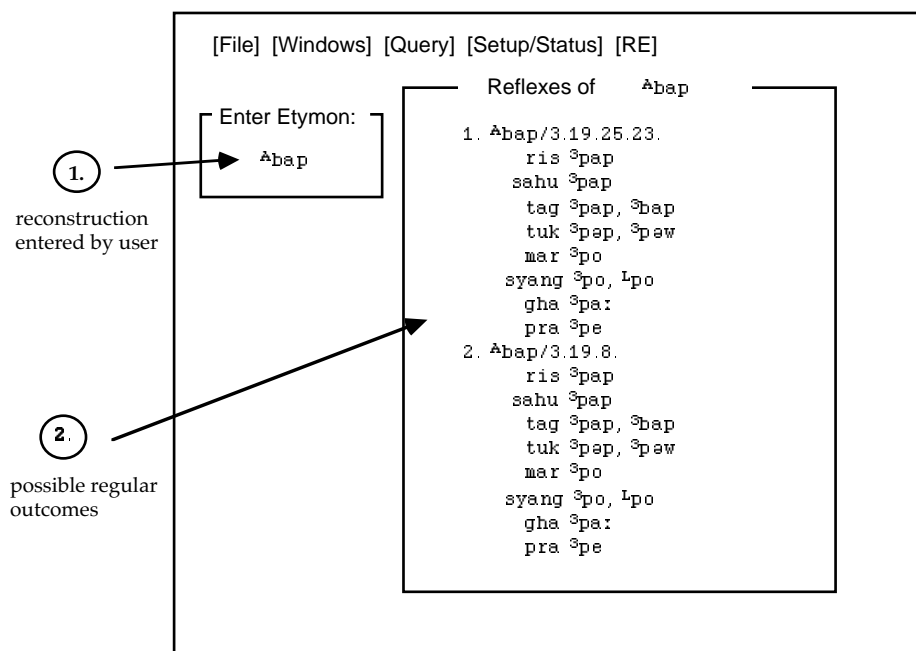 [File] [Windows] [Query] [Setup/Status] [RE]
Reflexes of ᴬbap
Enter Etymon:
ᴬbap
1.
reconstruction
entered by user
1. ᴬbap/3.19.25.23.
ris ³pap
sahu ³pap
tag ³pap, ³bap
tuk ³pəp, ³pəw
mar ³po
syang ³po, ᴸpo
gha ³paː
pra ³pe
2. ᴬbap/3.19.8.
ris ³pap
sahu ³pap
tag ³pap, ³bap
tuk ³pəp, ³pəw
mar ³po
syang ³po, ᴸpo
gha ³paː
pra ³pe
2.
possible regular
outcomes